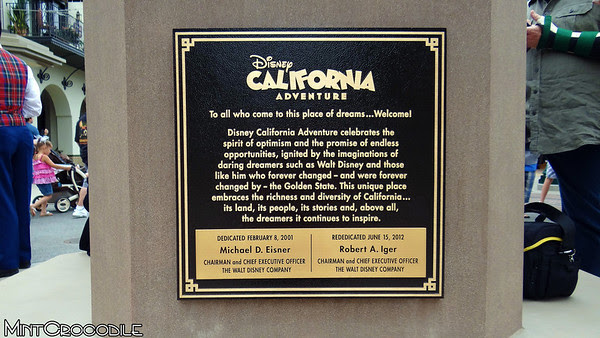 Disney
CALIFORNIA
ADVENTURE
To all who come to this place of dreams...Welcome!
Disney California Adventure celebrates the
spirit of optimism and the promise of endless
opportunities, ignited by the imaginations of
daring dreamers such as Walt Disney and those
like him who forever changed – and were forever
changed by – the Golden State. This unique place
embraces the richness and diversity of California...
its land, its people, its stories and, above all,
the dreamers it continues to inspire.
DEDICATED FEBRUARY 8, 2001
Michael D. Eisner
CHAIRMAN and CHIEF EXECUTIVE OFFICER
THE WALT DISNEY COMPANY
REDEDICATED JUNE 15, 2012
Robert A. Iger
CHAIRMAN and CHIEF EXECUTIVE OFFICER
THE WALT DISNEY COMPANY
MintCrocodile